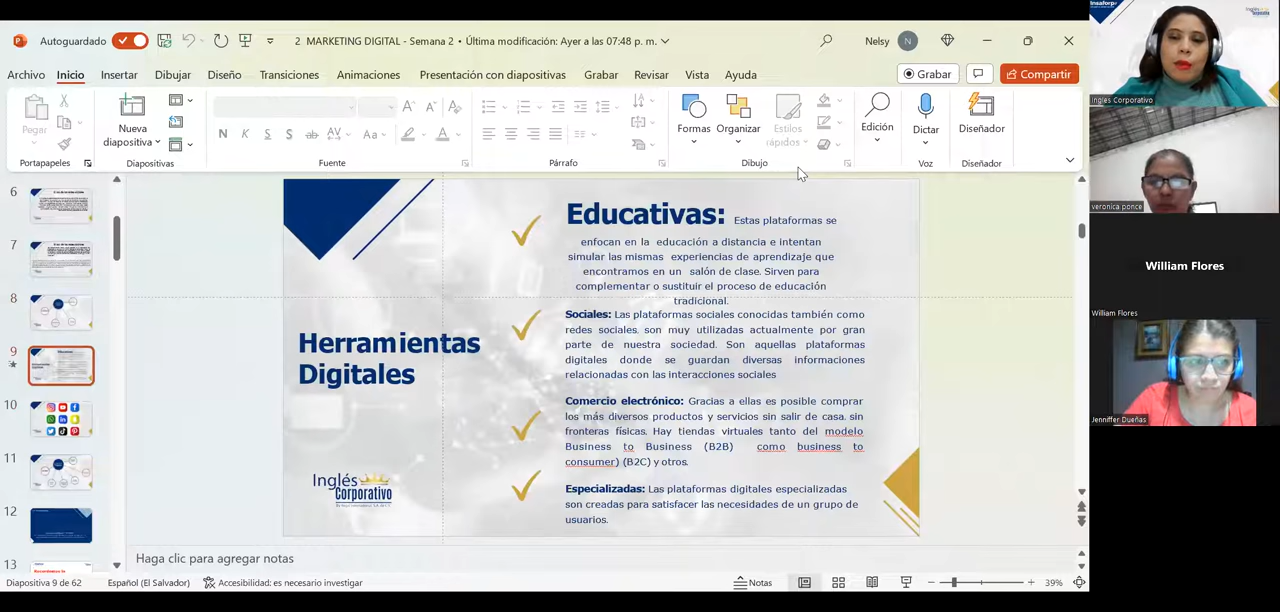 Autoguardado
2 MARKETING DIGITAL - Semana 2 • Última modificación: Ayer a las 07:48 p. m.
Nelsy
N
Archivo Inicio Insertar Dibujar Diseño Transiciones Animaciones Presentación con diapositivas Grabar Revisar Vista Ayuda
Grabar
Compartir
Pegar
Nueva
diapositiva
Formas Organizar Estilos
rápidos
Edición
Dictar
Diseñador
Portapapeles
Diapositivas
Fuente
Párrafo
Dibujo
Voz
Diseñador
6
7
8
9
10
11
12
13
Herramientas
Digitales
Inglés
Corporativo
Educativas: Estas plataformas se
enfocan en la educación a distancia e intentan
simular las mismas experiencias de aprendizaje que
encontramos en un salón de clase. Sirven para
complementar o sustituir el proceso de educación
tradicional.
Sociales: Las plataformas sociales conocidas también como
redes sociales, son muy utilizadas actualmente por gran
parte de nuestra sociedad. Son aquellas plataformas
digitales donde se guardan diversas informaciones
relacionadas con las interacciones sociales
Comercio electrónico: Gracias a ellas es posible comprar
los más diversos productos y servicios sin salir de casa, sin
fronteras físicas. Hay tiendas virtuales tanto del modelo
Business to Business (B2B) como business to
consumer) (B2C) y otros.
Especializadas: Las plataformas digitales especializadas
son creadas para satisfacer las necesidades de un grupo de
usuarios.
Haga clic para agregar notas
Diapositiva 9 de 62 Español (El Salvador) Accesibilidad: es necesario investigar
Notas
39%
Insaforp
Ingles Corporativo
veronica ponce
William Flores
William Flores
Jenniffer Dueñas